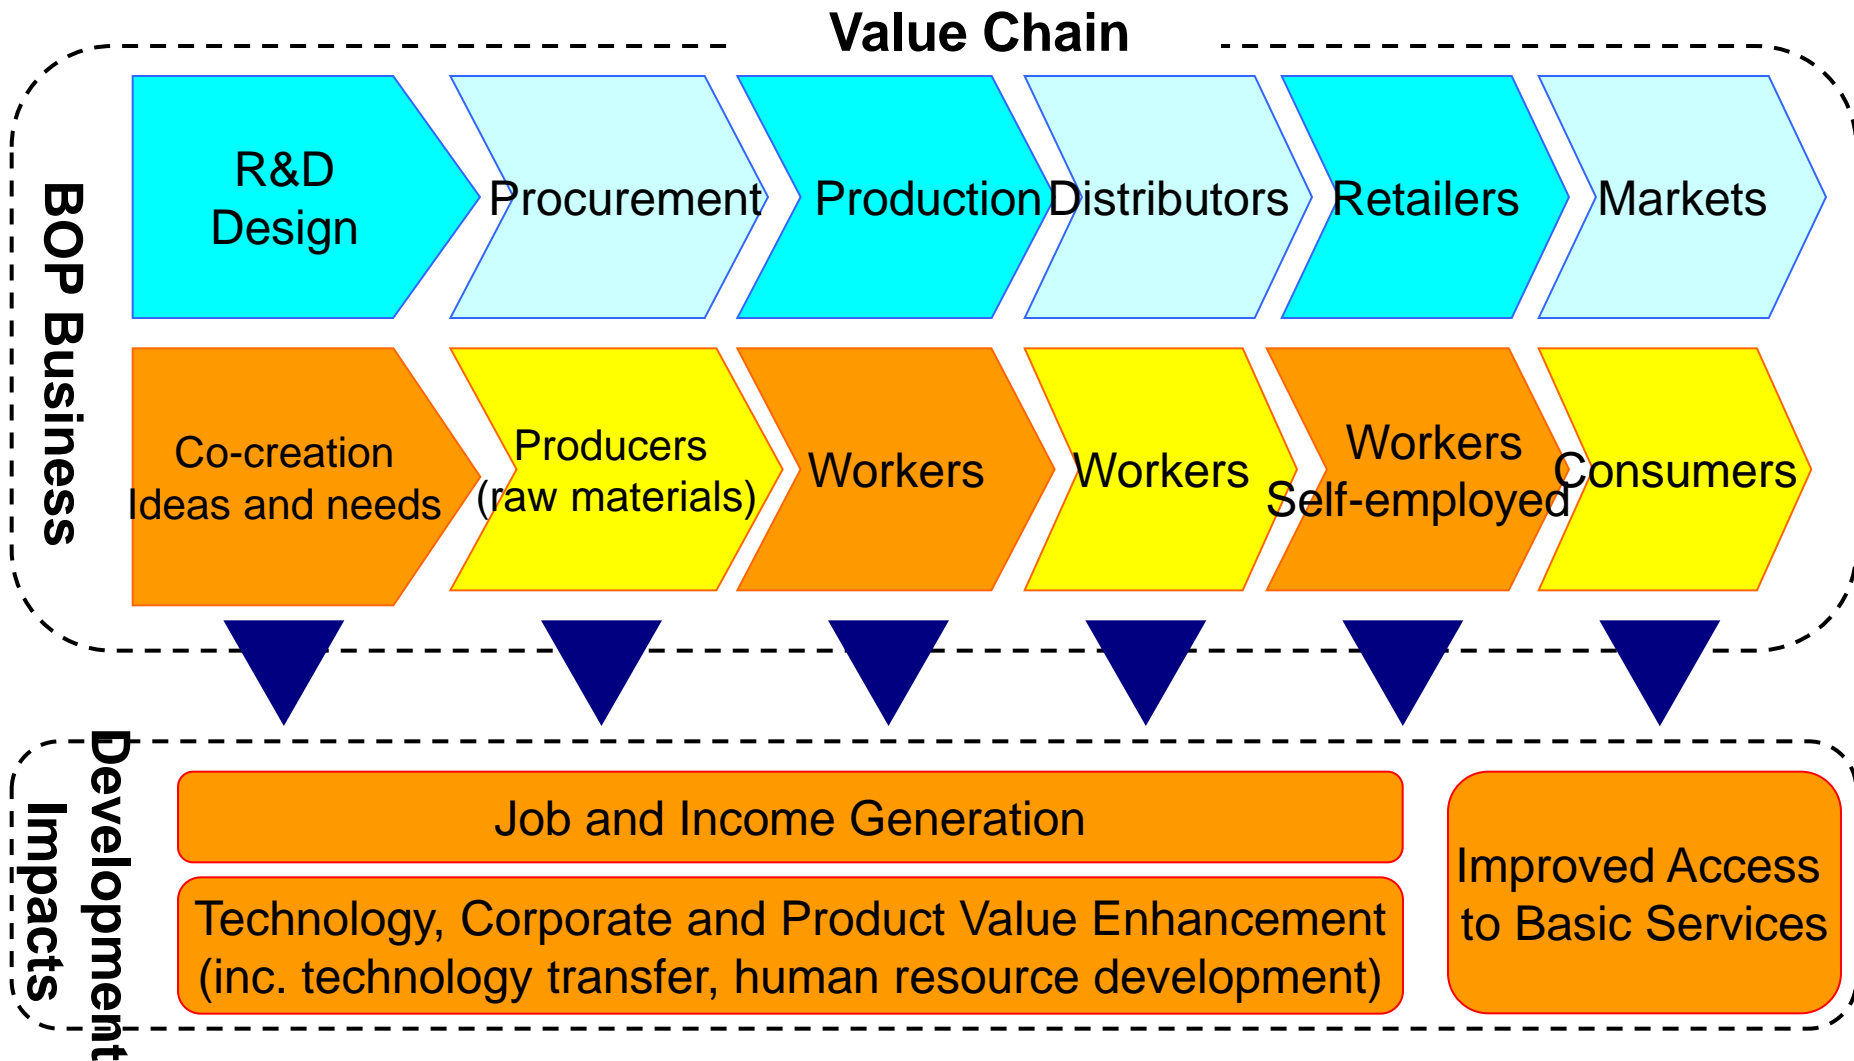 Value Chain
BOP Business
R&D
Design
Procurement
Production
Distributors
Retailers
Markets
Co-creation
Ideas and needs
Producers
(raw materials)
Workers
Workers
Workers
Self-employed
Consumers
Development
Impacts
Job and Income Generation
Technology, Corporate and Product Value Enhancement
(inc. technology transfer, human resource development)
Improved Access
to Basic Services